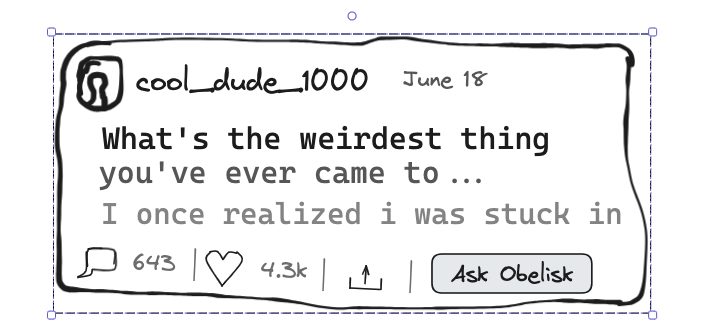 cool_dude_1000 June 18
What's the weirdest thing
you've ever came to...
I once realized i was stuck in
643 4.3k Ask Obelisk